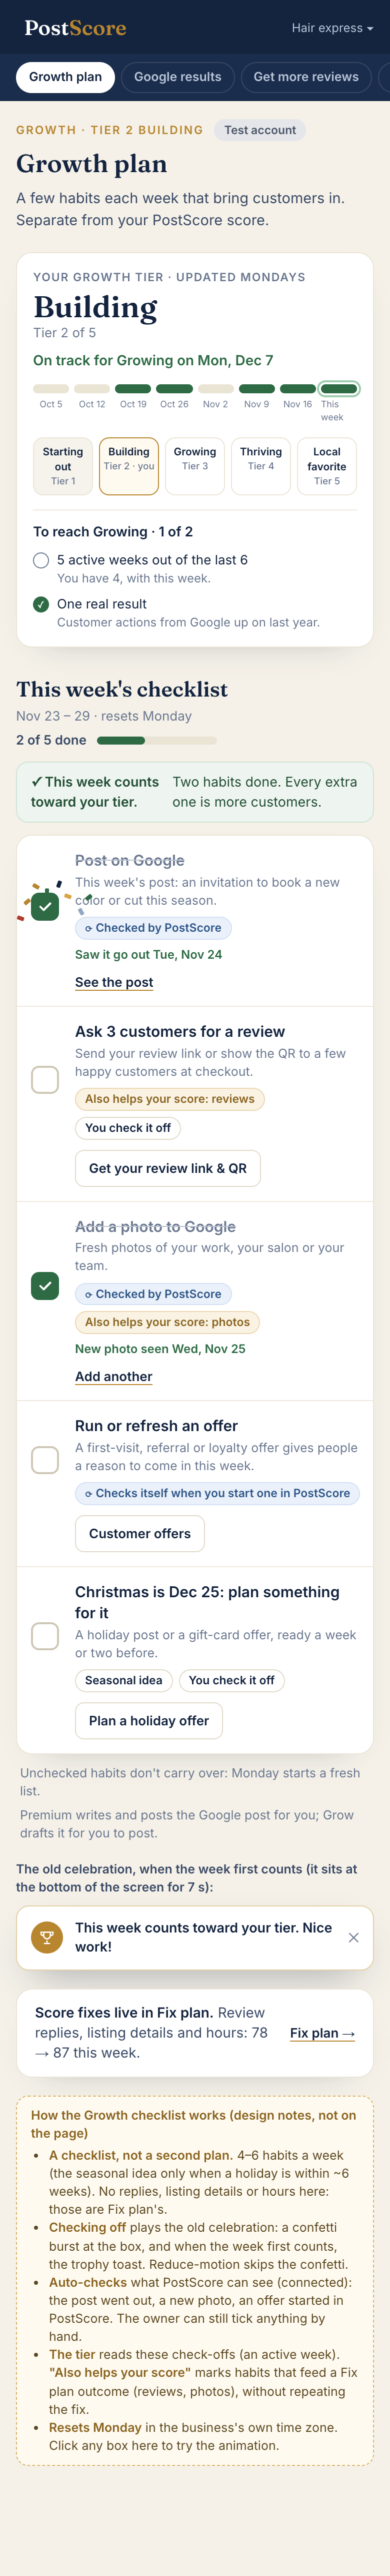 PostScore
Hair express
Growth plan
Google results
Get more reviews
GROWTH · TIER 2 BUILDING
Test account
Growth plan
A few habits each week that bring customers in.
Separate from your PostScore score.
YOUR GROWTH TIER · UPDATED MONDAYS
Building
Tier 2 of 5
On track for Growing on Mon, Dec 7
Oct 5 Oct 12 Oct 19 Oct 26 Nov 2 Nov 9 Nov 16 This
week
Starting
out
Tier 1
Building
Tier 2 · you
Growing
Tier 3
Thriving
Tier 4
Local
favorite
Tier 5
To reach Growing · 1 of 2
5 active weeks out of the last 6
You have 4, with this week.
✓ One real result
Customer actions from Google up on last year.
This week's checklist
Nov 23 – 29 · resets Monday
2 of 5 done
✓ This week counts
toward your tier.
Two habits done. Every extra
one is more customers.
Post on Google
This week's post: an invitation to book a new
color or cut this season.
⟳ Checked by PostScore
Saw it go out Tue, Nov 24
See the post
Ask 3 customers for a review
Send your review link or show the QR to a few
happy customers at checkout.
Also helps your score: reviews
You check it off
Get your review link & QR
Add a photo to Google
Fresh photos of your work, your salon or your
team.
⟳ Checked by PostScore
Also helps your score: photos
New photo seen Wed, Nov 25
Add another
Run or refresh an offer
A first-visit, referral or loyalty offer gives people
a reason to come in this week.
⟳ Checks itself when you start one in PostScore
Customer offers
Christmas is Dec 25: plan something
for it
A holiday post or a gift-card offer, ready a week
or two before.
Seasonal idea
You check it off
Plan a holiday offer
Unchecked habits don't carry over: Monday starts a fresh
list.
Premium writes and posts the Google post for you; Grow
drafts it for you to post.
The old celebration, when the week first counts (it sits at
the bottom of the screen for 7 s):
This week counts toward your tier. Nice
work!
Score fixes live in Fix plan. Review
replies, listing details and hours: 78
→ 87 this week.
Fix plan →
How the Growth checklist works (design notes, not on
the page)
• A checklist, not a second plan. 4–6 habits a week
(the seasonal idea only when a holiday is within ~6
weeks). No replies, listing details or hours here:
those are Fix plan's.
• Checking off plays the old celebration: a confetti
burst at the box, and when the week first counts,
the trophy toast. Reduce-motion skips the confetti.
• Auto-checks what PostScore can see (connected):
the post went out, a new photo, an offer started in
PostScore. The owner can still tick anything by
hand.
• The tier reads these check-offs (an active week).
"Also helps your score" marks habits that feed a Fix
plan outcome (reviews, photos), without repeating
the fix.
• Resets Monday in the business's own time zone.
Click any box here to try the animation.